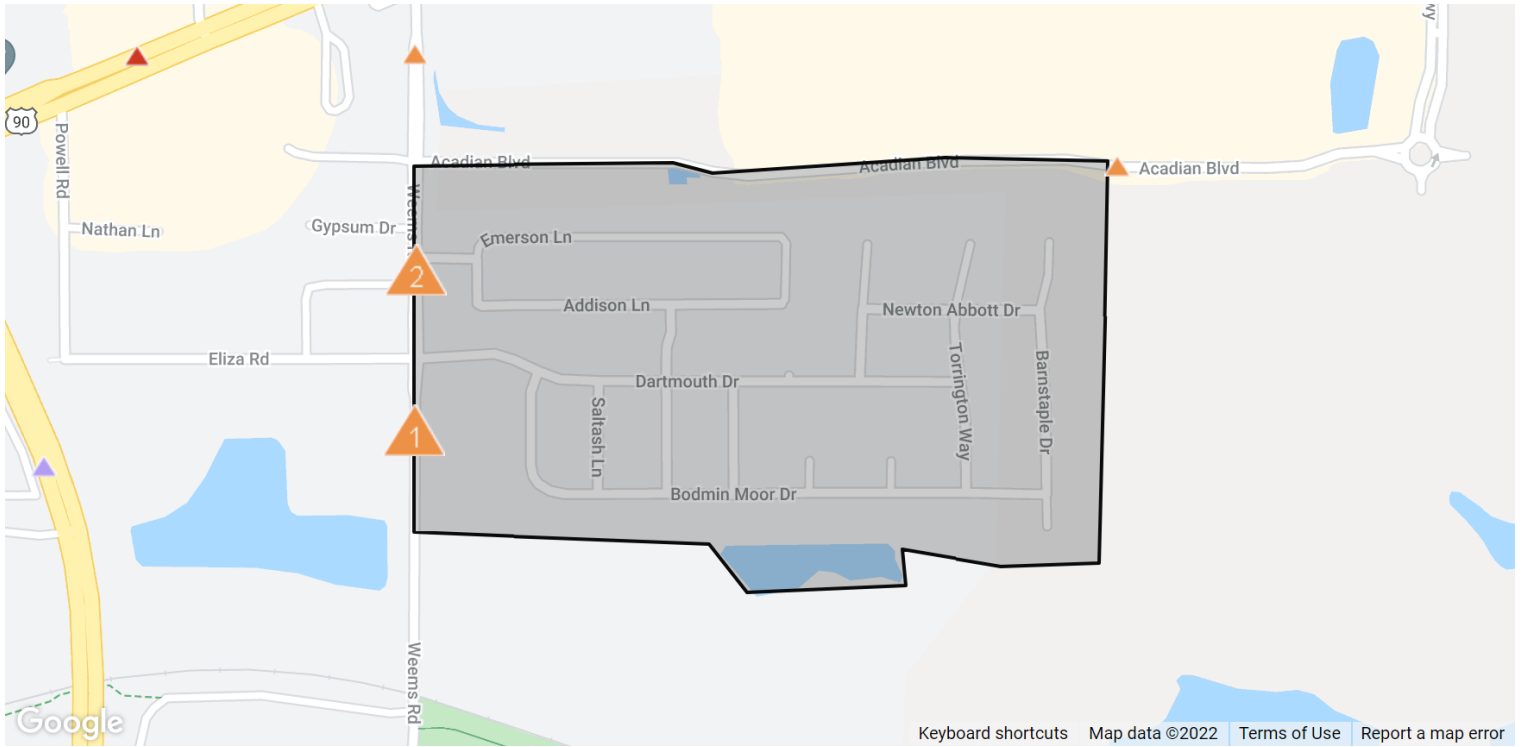 wy
90
Powell Rd
Acadian Blvd
Acadian Blvd
Acadian Blvd
Weems R
Nathan Ln
Gypsum Dr
Emerson Ln
2
Addison Ln
Newton Abbott Dr
Eliza Rd
Dartmouth Dr
Torrington Way
Barnstaple Dr
Saltash Ln
1
Bodmin Moor Dr
Weems Rd
Google
Keyboard shortcuts
Map data ©2022
Terms of Use
Report a map error